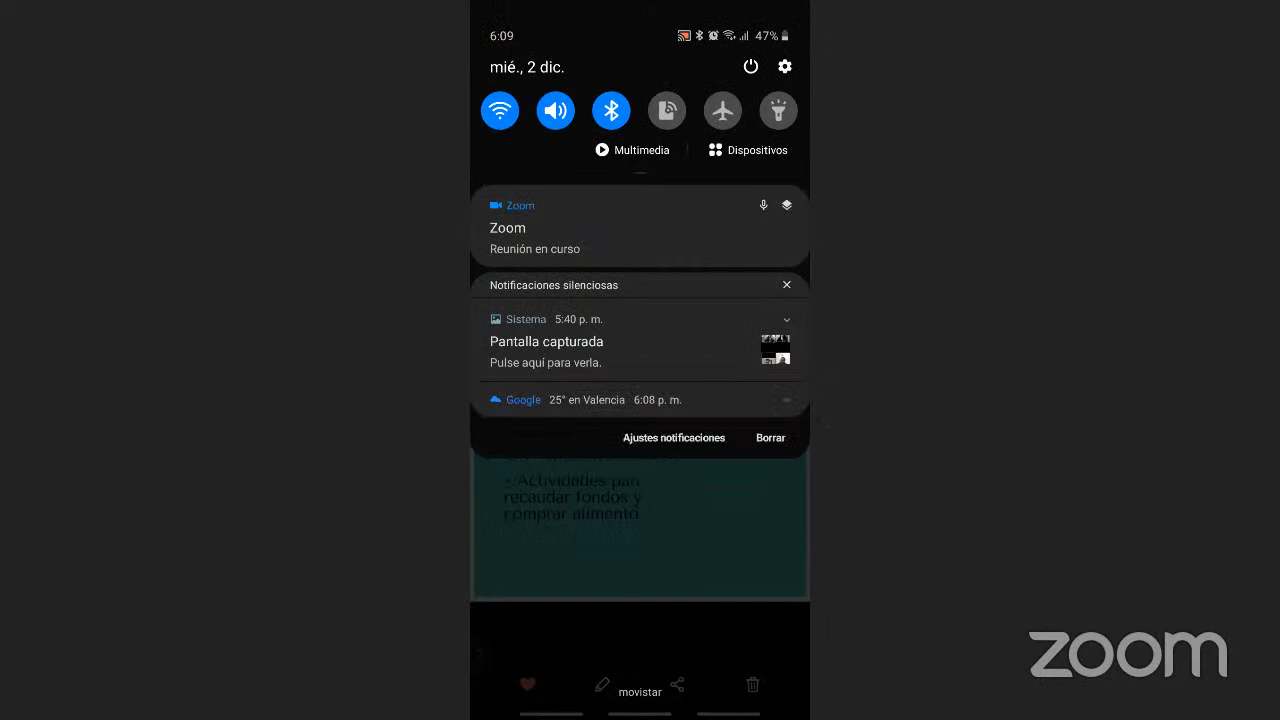 6:09
47%
mié., 2 dic.
Multimedia
Dispositivos
Zoom
Zoom
Reunión en curso
Notificaciones silenciosas
Sistema 5:40 p. m.
Pantalla capturada
Pulse aquí para verla.
Google 25° en Valencia 6:08 p. m.
Ajustes notificaciones
Borrar
recaudar fondos y
comprar alimento
movistar
zoom